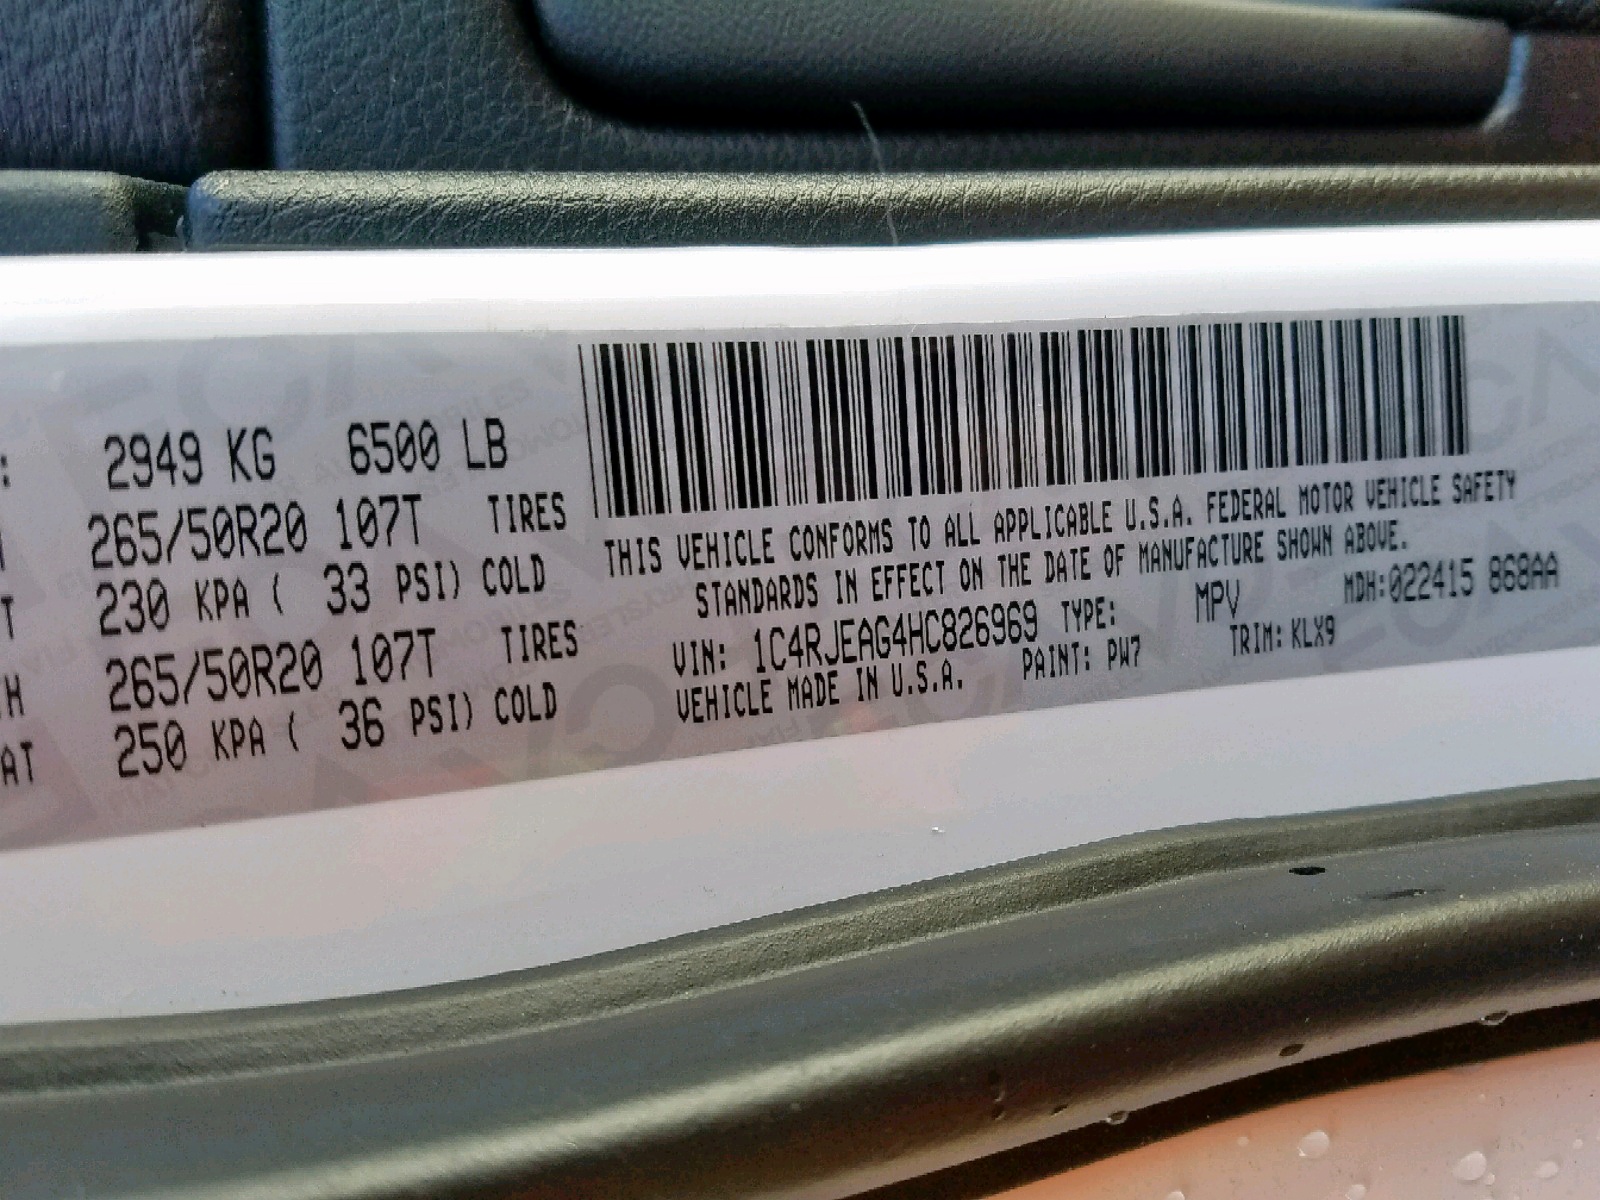 : 2949 KG 6500 LB
265/50R20 107T TIRES
T 230 KPA ( 33 PSI) COLD
H 265/50R20 107T TIRES
AT 250 KPA ( 36 PSI) COLD
THIS VEHICLE CONFORMS TO ALL APPLICABLE U.S.A. FEDERAL MOTOR VEHICLE SAFETY
STANDARDS IN EFFECT ON THE DATE OF MANUFACTURE SHOWN ABOVE.
VIN: 1C4RJEAG4HC826969 TYPE: MPV MDH:022415 868AA
VEHICLE MADE IN U.S.A. PAINT: PW7 TRIM: KLX9